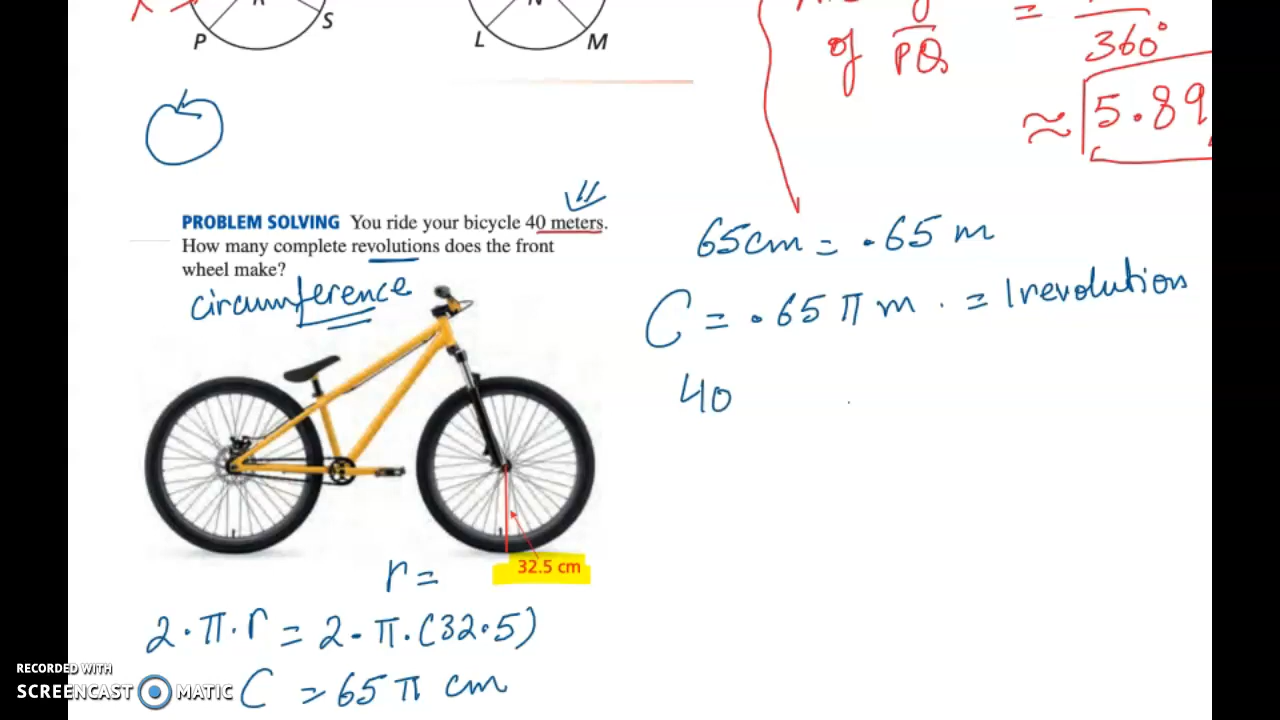 R
S
N
P
L
M
of PQ
=
360°
≈ 5.89
PROBLEM SOLVING You ride your bicycle 40 meters.
How many complete revolutions does the front
wheel make?
circumference
65cm = .65 m
C = .65 π m . = 1 revolution
40
32.5 cm
r =
2·π·r = 2·π·(32·5)
C = 65 π cm
RECORDED WITH
SCREENCAST MATIC